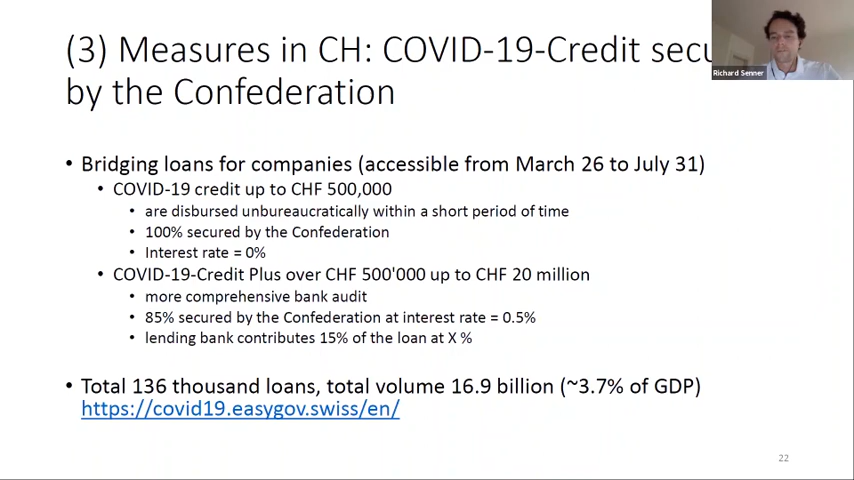 (3) Measures in CH: COVID-19-Credit secu
by the Confederation
Richard Senner
• Bridging loans for companies (accessible from March 26 to July 31)
• COVID-19 credit up to CHF 500,000
• are disbursed unbureaucratically within a short period of time
• 100% secured by the Confederation
• Interest rate = 0%
• COVID-19-Credit Plus over CHF 500'000 up to CHF 20 million
• more comprehensive bank audit
• 85% secured by the Confederation at interest rate = 0.5%
• lending bank contributes 15% of the loan at X %
• Total 136 thousand loans, total volume 16.9 billion (~3.7% of GDP)
https://covid19.easygov.swiss/en/
22